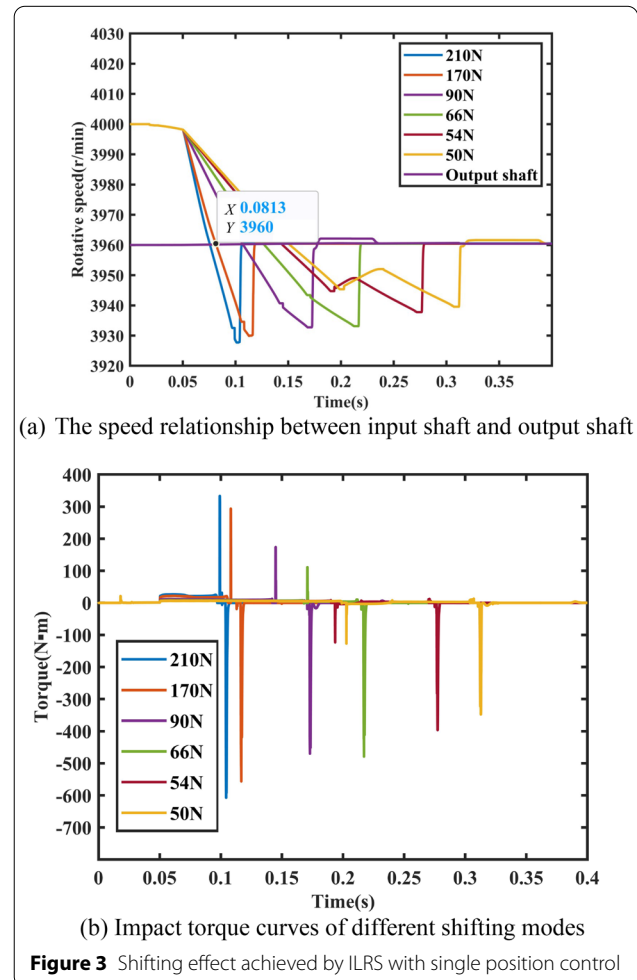 4030
4020
4010
4000
3990
3980
3970
3960
3950
3940
3930
3920
Rotative speed(r/min)
210N
170N
90N
66N
54N
50N
Output shaft
X 0.0813
Y 3960
0 0.05 0.1 0.15 0.2 0.25 0.3 0.35
Time(s)
(a) The speed relationship between input shaft and output shaft
400
300
200
100
0
-100
-200
-300
-400
-500
-600
-700
Torque(N▪m)
210N
170N
90N
66N
54N
50N
0 0.05 0.1 0.15 0.2 0.25 0.3 0.35 0.4
Time(s)
(b) Impact torque curves of different shifting modes
Figure 3 Shifting effect achieved by ILRS with single position control